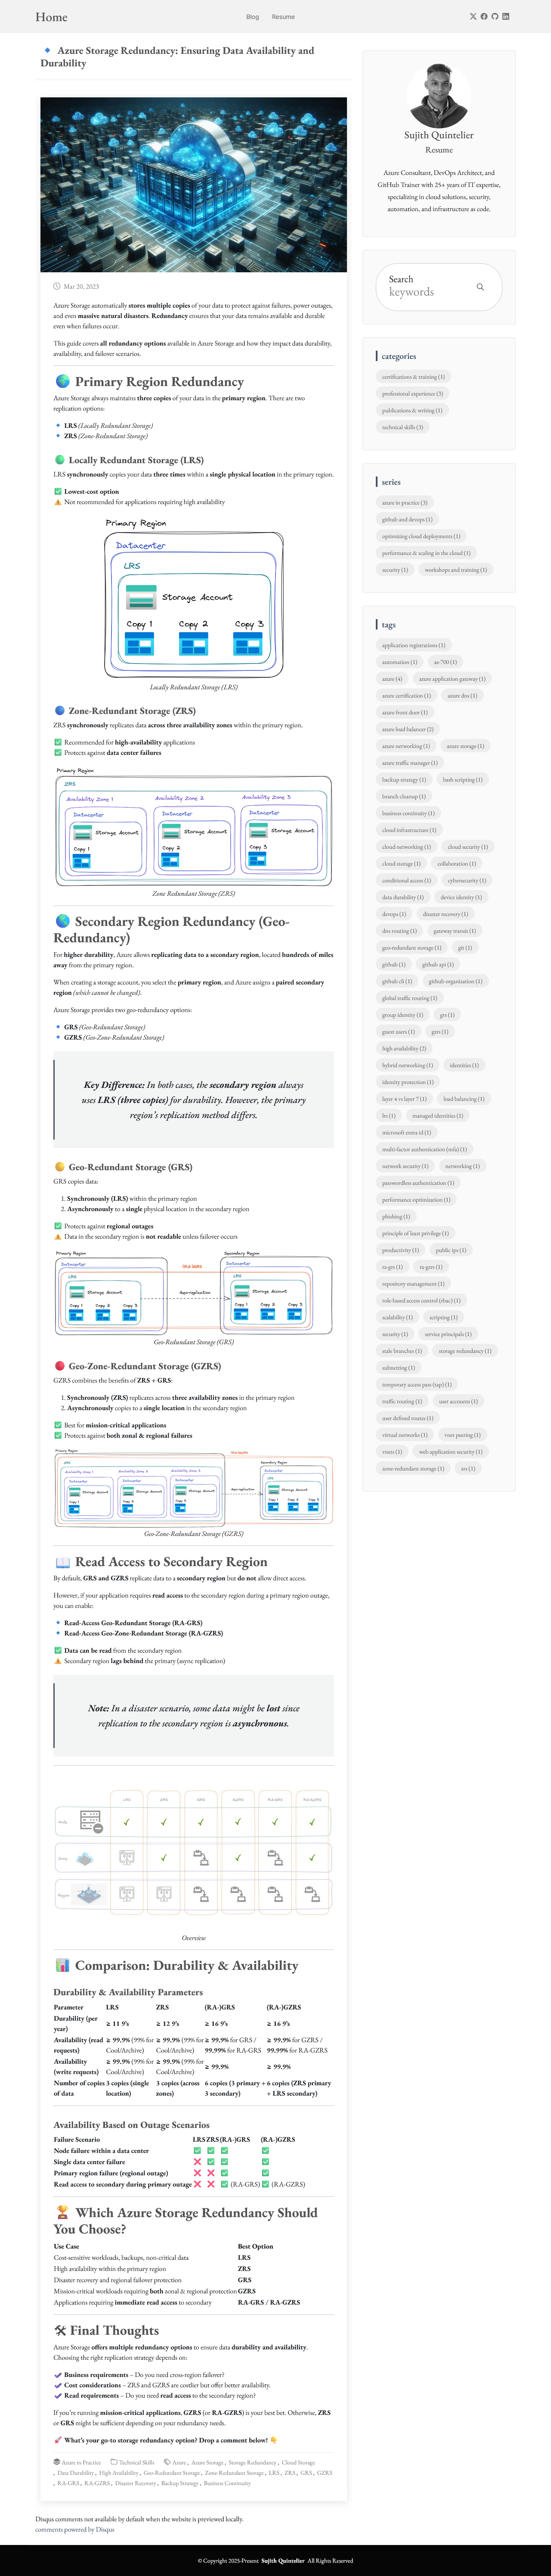 Home
Blog Resume
🔹 Azure Storage Redundancy: Ensuring Data Availability and
Durability
Mar 20, 2023
Azure Storage automatically stores multiple copies of your data to protect against failures, power outages,
and even massive natural disasters. Redundancy ensures that your data remains available and durable
even when failures occur.
This guide covers all redundancy options available in Azure Storage and how they impact data durability,
availability, and failover scenarios.
🌍 Primary Region Redundancy
Azure Storage always maintains three copies of your data in the primary region. There are two
replication options:
🔹 LRS (Locally Redundant Storage)
🔹 ZRS (Zone-Redundant Storage)
🟢 Locally Redundant Storage (LRS)
LRS synchronously copies your data three times within a single physical location in the primary region.
✅ Lowest-cost option
⚠️ Not recommended for applications requiring high availability
Primary Region
Datacenter
LRS
Storage Account
Copy 1 Copy 2 Copy 3
Locally Redundant Storage (LRS)
🔵 Zone-Redundant Storage (ZRS)
ZRS synchronously replicates data across three availability zones within the primary region.
✅ Recommended for high-availability applications
✅ Protects against data center failures
Primary Region
ZRS
Availability Zone 1 Availability Zone 2 Availability Zone 3
Datacenter Datacenter Datacenter
Storage Account Storage Account Storage Account
Copy 1 Copy 2 Copy 3
Zone Redundant Storage (ZRS)
🌍 Secondary Region Redundancy (Geo-
Redundancy)
For higher durability, Azure allows replicating data to a secondary region, located hundreds of miles
away from the primary region.
When creating a storage account, you select the primary region, and Azure assigns a paired secondary
region (which cannot be changed).
Azure Storage provides two geo-redundancy options:
🔹 GRS (Geo-Redundant Storage)
🔹 GZRS (Geo-Zone-Redundant Storage)
Key Difference: In both cases, the secondary region always
uses LRS (three copies) for durability. However, the primary
region's replication method differs.
🟡 Geo-Redundant Storage (GRS)
GRS copies data:
1. Synchronously (LRS) within the primary region
2. Asynchronously to a single physical location in the secondary region
✅ Protects against regional outages
⚠️ Data in the secondary region is not readable unless failover occurs
Primary Region Secondary Region
Datacenter Datacenter
LRS LRS
Storage Account Storage Account
Geo-replication
Copy 1 Copy 2 Copy 3 Copy 1 Copy 2 Copy 3
Geo-Redundant Storage (GRS)
🔴 Geo-Zone-Redundant Storage (GZRS)
GZRS combines the benefits of ZRS + GRS:
1. Synchronously (ZRS) replicates across three availability zones in the primary region
2. Asynchronously copies to a single location in the secondary region
✅ Best for mission-critical applications
✅ Protects against both zonal & regional failures
Primary Region Secondary Region
Availability Zone 1 Availability Zone 2 Availability Zone 3
Datacenter Datacenter Datacenter Datacenter
Storage Account Storage Account Storage Account Storage Account
Geo-replication
Copy 1 Copy 2 Copy 3 Copy 1 Copy 2 Copy 3
Geo-Zone-Redundant Storage (GZRS)
📖 Read Access to Secondary Region
By default, GRS and GZRS replicate data to a secondary region but do not allow direct access.
However, if your application requires read access to the secondary region during a primary region outage,
you can enable:
🔹 Read-Access Geo-Redundant Storage (RA-GRS)
🔹 Read-Access Geo-Zone-Redundant Storage (RA-GZRS)
✅ Data can be read from the secondary region
⚠️ Secondary region lags behind the primary (async replication)
Note: In a disaster scenario, some data might be lost since
replication to the secondary region is asynchronous.
LRS ZRS GRS GZRS RA-GRS RA-GZRS
Node
Zone
Region
Overview
📊 Comparison: Durability & Availability
Durability & Availability Parameters
Parameter LRS ZRS (RA-)GRS (RA-)GZRS
Durability (per year) ≥ 11 9's ≥ 12 9's ≥ 16 9's ≥ 16 9's
Availability (read requests) ≥ 99.9% (99% for Cool/Archive) ≥ 99.9% (99% for Cool/Archive) ≥ 99.9% for GRS / 99.99% for RA-GRS ≥ 99.9% for GZRS / 99.99% for RA-GZRS
Availability (write requests) ≥ 99.9% (99% for Cool/Archive) ≥ 99.9% (99% for Cool/Archive) ≥ 99.9% ≥ 99.9%
Number of copies of data 3 copies (single location) 3 copies (across zones) 6 copies (3 primary + 3 secondary) 6 copies (ZRS primary + LRS secondary)
Availability Based on Outage Scenarios
Failure Scenario LRS ZRS (RA-)GRS (RA-)GZRS
Node failure within a data center ✅ ✅ ✅ ✅
Single data center failure ❌ ✅ ✅ ✅
Primary region failure (regional outage) ❌ ❌ ✅ ✅
Read access to secondary during primary outage ❌ ❌ ✅ (RA-GRS) ✅ (RA-GZRS)
🏆 Which Azure Storage Redundancy Should
You Choose?
Use Case Best Option
Cost-sensitive workloads, backups, non-critical data LRS
High availability within the primary region ZRS
Disaster recovery and regional failover protection GRS
Mission-critical workloads requiring both zonal & regional protection GZRS
Applications requiring immediate read access to secondary RA-GRS / RA-GZRS
🛠 Final Thoughts
Azure Storage offers multiple redundancy options to ensure data durability and availability.
Choosing the right replication strategy depends on:
✔️ Business requirements – Do you need cross-region failover?
✔️ Cost considerations – ZRS and GZRS are costlier but offer better availability.
✔️ Read requirements – Do you need read access to the secondary region?
If you're running mission-critical applications, GZRS (or RA-GZRS) is your best bet. Otherwise, ZRS
or GRS might be sufficient depending on your redundancy needs.
🚀 What's your go-to storage redundancy option? Drop a comment below! 👇
Azure in Practice Technical Skills Azure , Azure Storage , Storage Redundancy , Cloud Storage
, Data Durability , High Availability , Geo-Redundant Storage , Zone-Redundant Storage , LRS , ZRS , GRS , GZRS
, RA-GRS , RA-GZRS , Disaster Recovery , Backup Strategy , Business Continuity
Disqus comments not available by default when the website is previewed locally.
comments powered by Disqus
Sujith Quintelier
Resume
Azure Consultant, DevOps Architect, and
GitHub Trainer with 25+ years of IT expertise,
specializing in cloud solutions, security,
automation, and infrastructure as code.
Search
keywords
categories
certifications & training (1)
professional experience (3)
publications & writing (1)
technical skills (3)
series
azure in practice (3)
github and devops (1)
optimizing cloud deployments (1)
performance & scaling in the cloud (1)
security (1) workshops and training (1)
tags
application registrations (1)
automation (1) az-700 (1)
azure (4) azure application gateway (1)
azure certification (1) azure dns (1)
azure front door (1)
azure load balancer (2)
azure networking (1) azure storage (1)
azure traffic manager (1)
backup strategy (1) bash scripting (1)
branch cleanup (1)
business continuity (1)
cloud infrastructure (1)
cloud networking (1) cloud security (1)
cloud storage (1) collaboration (1)
conditional access (1) cybersecurity (1)
data durability (1) device identity (1)
devops (1) disaster recovery (1)
dns routing (1) gateway transit (1)
geo-redundant storage (1) git (1)
github (1) github api (1)
github cli (1) github organization (1)
global traffic routing (1)
group identity (1) grs (1)
guest users (1) gzrs (1)
high availability (2)
hybrid networking (1) identities (1)
identity protection (1)
layer 4 vs layer 7 (1) load balancing (1)
lrs (1) managed identities (1)
microsoft entra id (1)
multi-factor authentication (mfa) (1)
network security (1) networking (1)
passwordless authentication (1)
performance optimization (1)
phishing (1)
principle of least privilege (1)
productivity (1) public ips (1)
ra-grs (1) ra-gzrs (1)
repository management (1)
role-based access control (rbac) (1)
scalability (1) scripting (1)
security (1) service principals (1)
stale branches (1) storage redundancy (1)
subnetting (1)
temporary access pass (tap) (1)
traffic routing (1) user accounts (1)
user defined routes (1)
virtual networks (1) vnet peering (1)
vnets (1) web application security (1)
zone-redundant storage (1) zrs (1)
© Copyright 2025-Present Sujith Quintelier All Rights Reserved